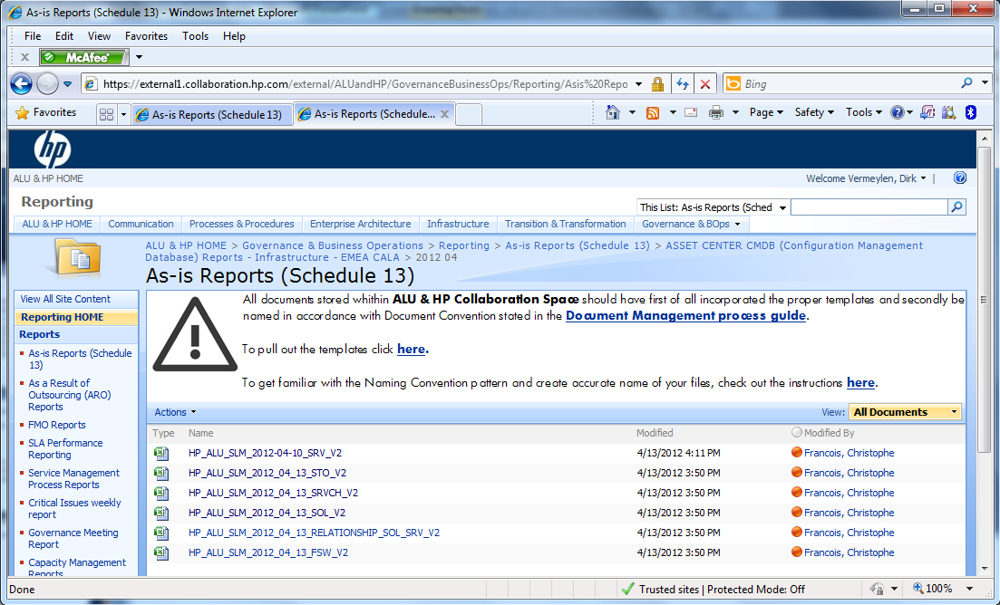 As-is Reports (Schedule 13) - Windows Internet Explorer
File Edit View Favorites Tools Help
x McAfee
https://external1.collaboration.hp.com/external/ALUandHP/GovernanceBusinessOps/Reporting/Asis%20Repo Bing
Favorites As-is Reports (Schedule 13) As-is Reports (Schedule... Page Safety Tools
hp
ALU & HP HOME Welcome Vermeylen, Dirk
Reporting
This List: As-is Reports (Sched
ALU & HP HOME Communication Processes & Procedures Enterprise Architecture Infrastructure Transition & Transformation Governance & BOps
ALU & HP HOME > Governance & Business Operations > Reporting > As-is Reports (Schedule 13) > ASSET CENTER CMDB (Configuration Management
Database) Reports - Infrastructure - EMEA CALA > 2012 04
As-is Reports (Schedule 13)
View All Site Content
Reporting HOME
Reports
As-is Reports (Schedule
13)
As a Result of
Outsourcing (ARO)
Reports
FMO Reports
SLA Performance
Reporting
Service Management
Process Reports
Critical Issues weekly
report
Governance Meeting
Report
Capacity Management
Reports
All documents stored whithin ALU & HP Collaboration Space should have first of all incorporated the proper templates and secondly be
named in accordance with Document Convention stated in the Document Management process guide.
To pull out the templates click here.
To get familiar with the Naming Convention pattern and create accurate name of your files, check out the instructions here.
Actions View: All Documents
Type Name Modified Modified By
HP_ALU_SLM_2012-04-10_SRV_V2 4/13/2012 4:11 PM Francois, Christophe
HP_ALU_SLM_2012_04_13_STO_V2 4/13/2012 3:50 PM Francois, Christophe
HP_ALU_SLM_2012_04_13_SRVCH_V2 4/13/2012 3:50 PM Francois, Christophe
HP_ALU_SLM_2012_04_13_SOL_V2 4/13/2012 3:50 PM Francois, Christophe
HP_ALU_SLM_2012_04_13_RELATIONSHIP_SOL_SRV_V2 4/13/2012 3:50 PM Francois, Christophe
HP_ALU_SLM_2012_04_13_FSW_V2 4/13/2012 3:50 PM Francois, Christophe
Done Trusted sites | Protected Mode: Off 100%